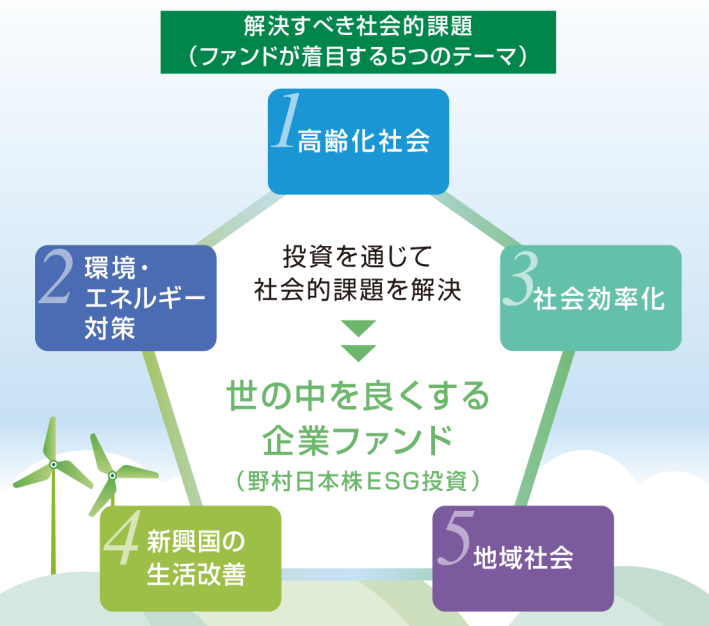 解決すべき社会的課題
（ファンドが着目する5つのテーマ）
1 高齢化社会
2 環境・
エネルギー
対策
3 社会効率化
投資を通じて
社会的課題を解決
世の中を良くする
企業ファンド
（野村日本株ESG投資）
4 新興国の
生活改善
5 地域社会